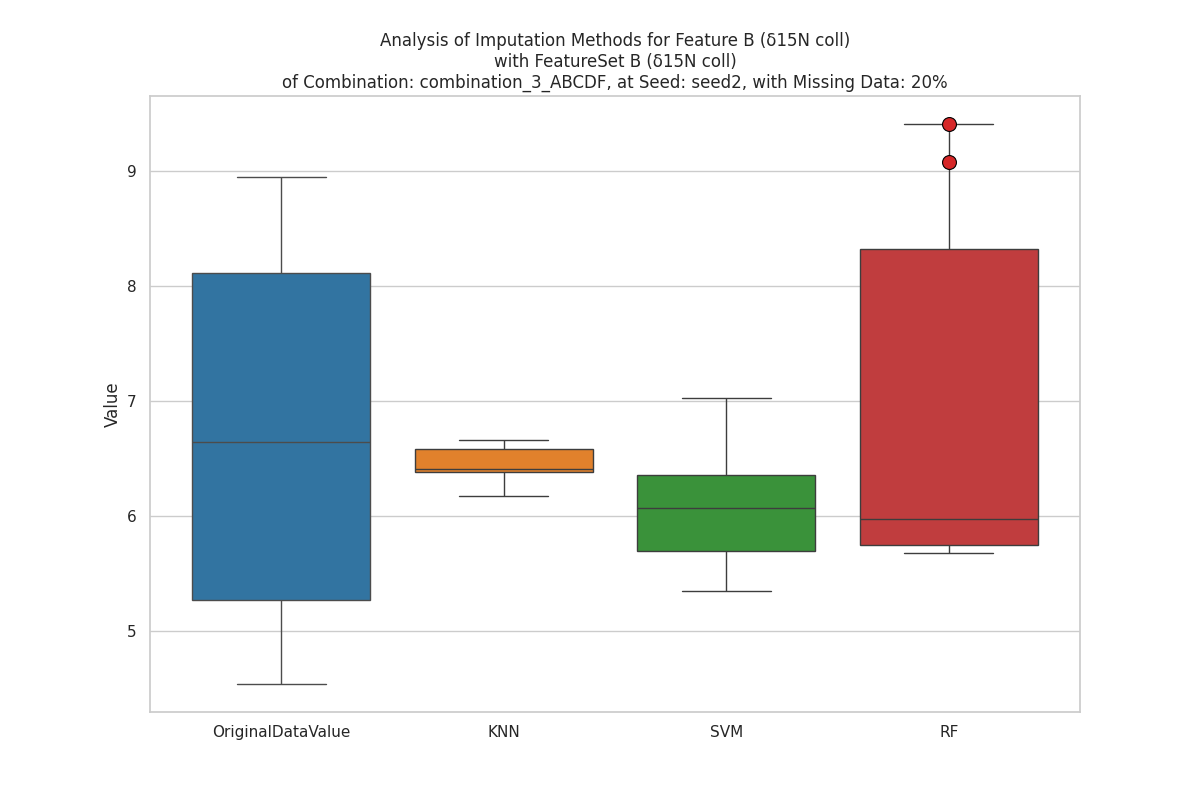 Analysis of Imputation Methods for Feature B (δ15N coll)
with FeatureSet B (δ15N coll)
of Combination: combination_3_ABCDF, at Seed: seed2, with Missing Data: 20%
9
8
7
6
5
Value
OriginalDataValue
KNN
SVM
RF